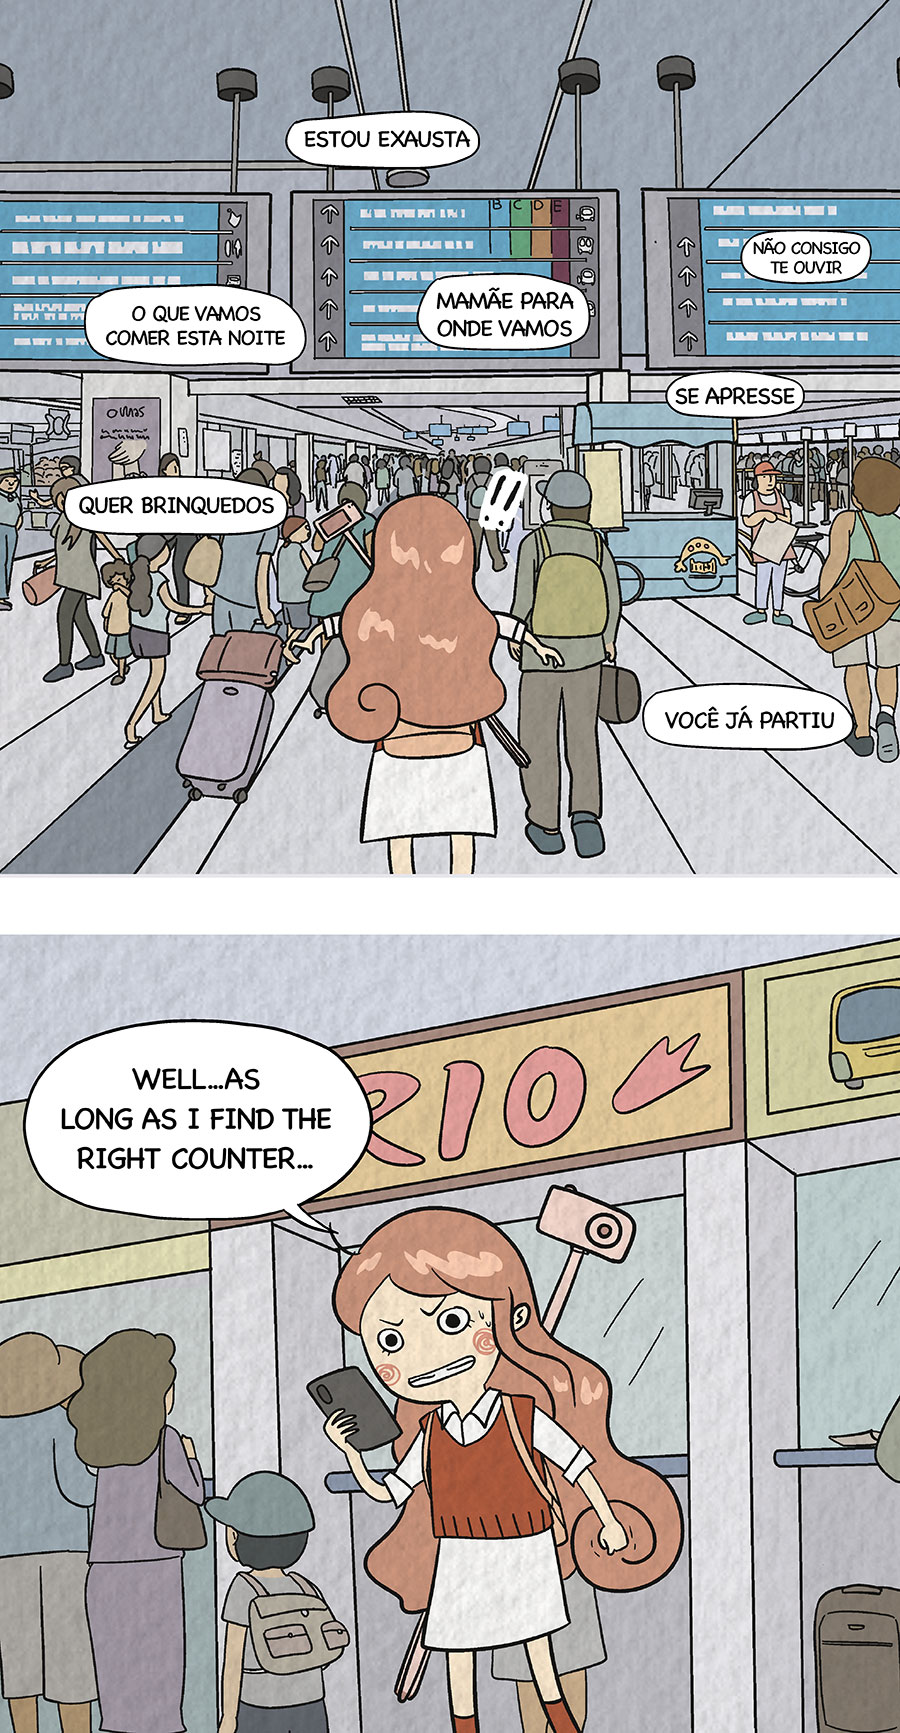 ESTOU EXAUSTA
B C D E
NÃO CONSIGO
TE OUVIR
O QUE VAMOS
COMER ESTA NOITE
MAMÃE PARA
ONDE VAMOS
SE APRESSE
QUER BRINQUEDOS
!!
VOCÊ JÁ PARTIU
WELL...AS
LONG AS I FIND THE
RIGHT COUNTER...
RIO